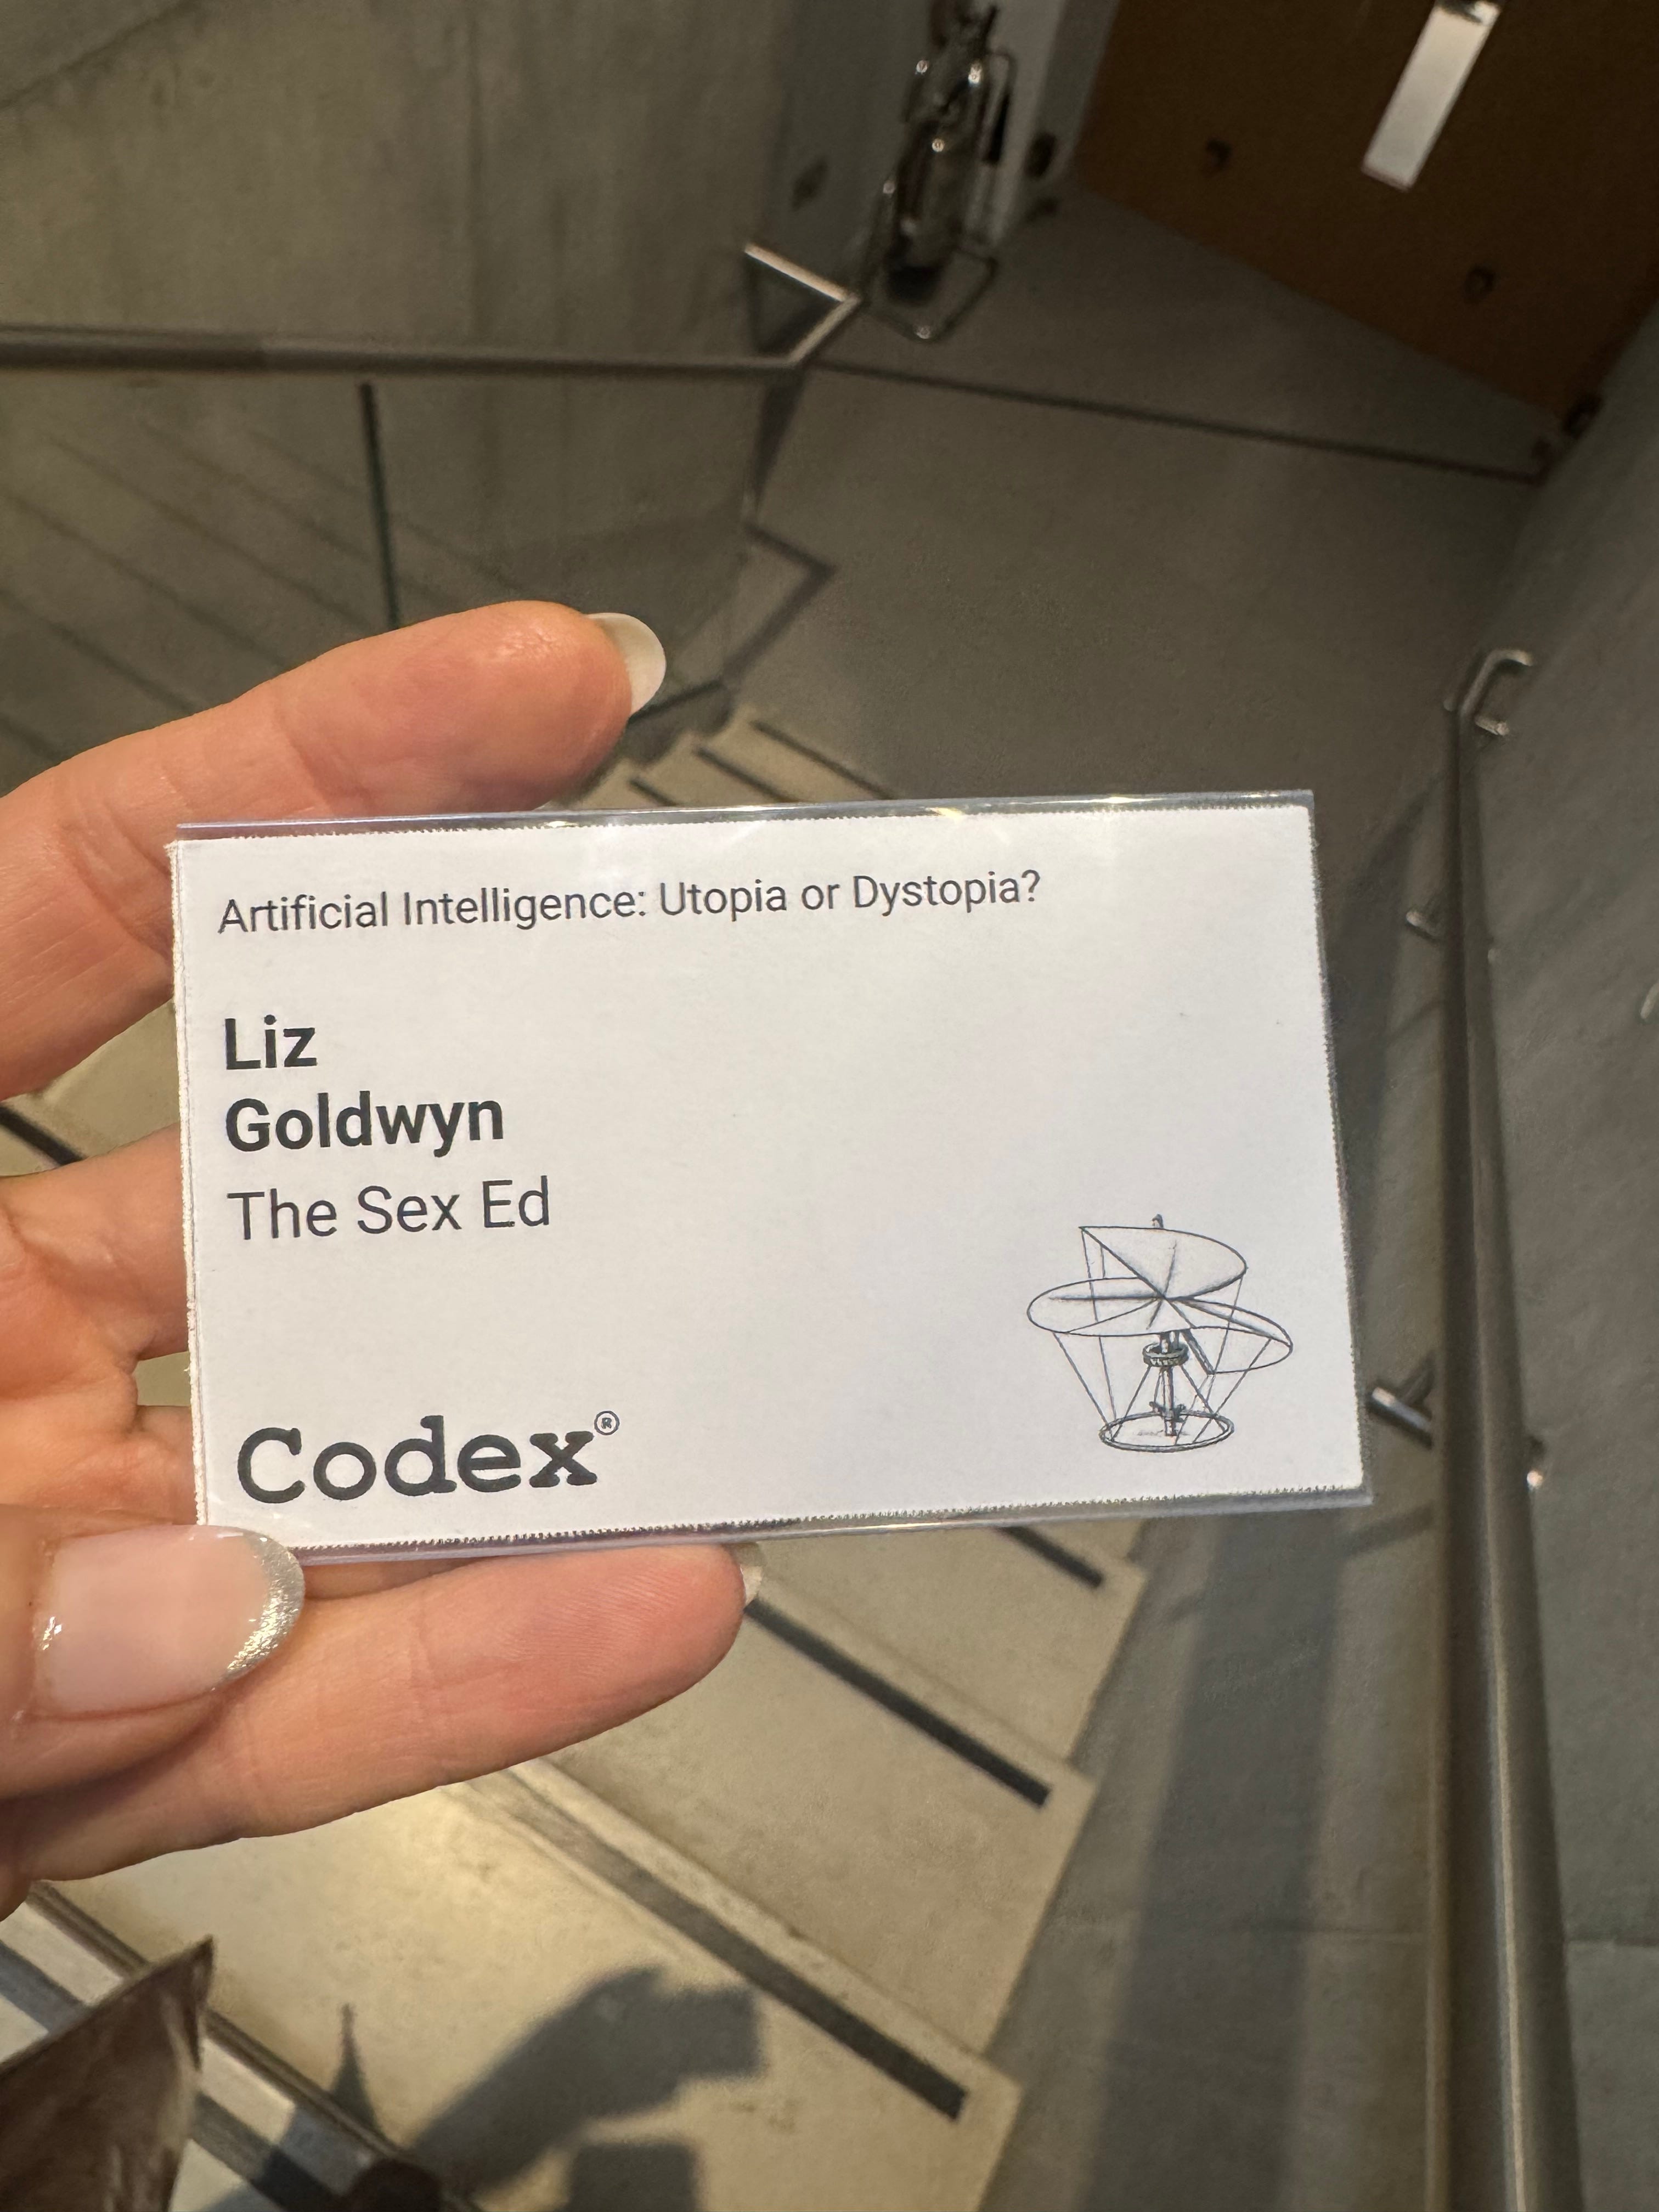 Artificial Intelligence: Utopia or Dystopia?
Liz
Goldwyn
The Sex Ed
Codex®